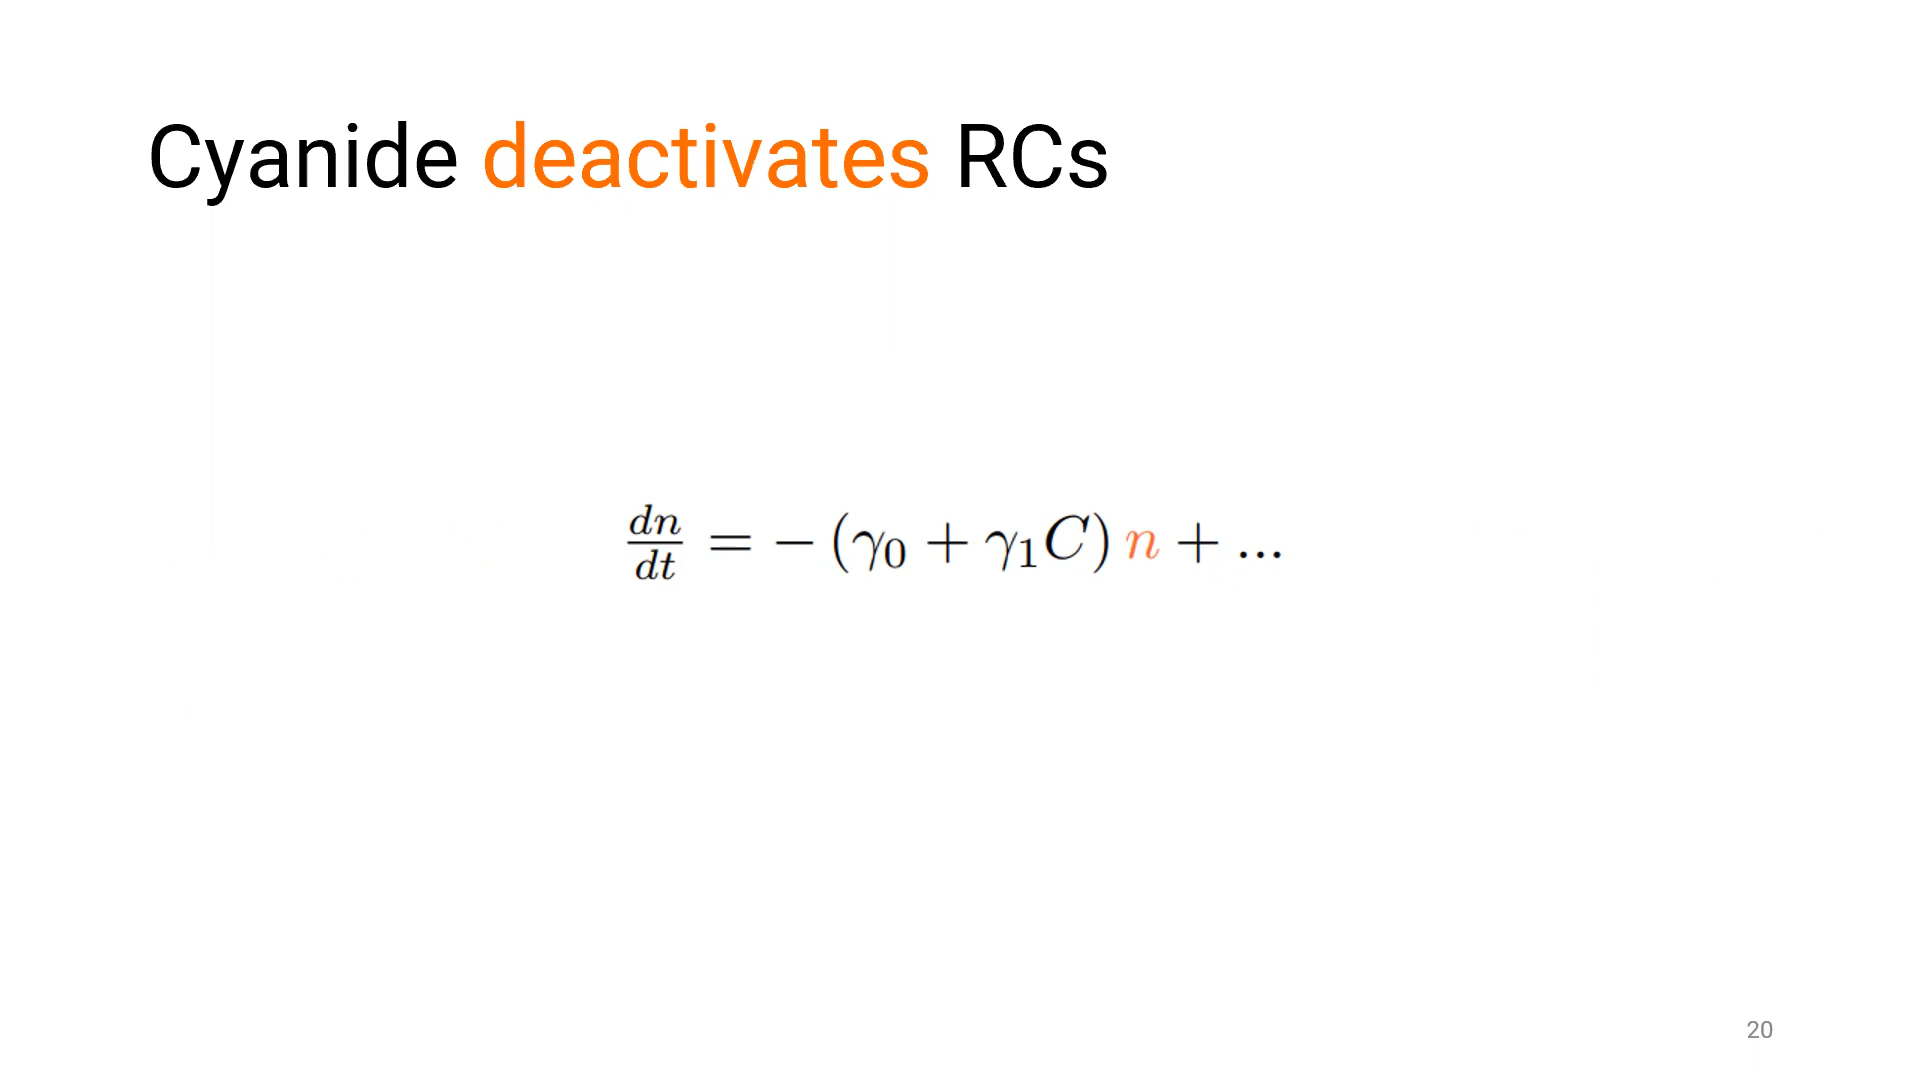 Cyanide deactivates RCs
dn/dt = − (γ₀ + γ₁C) n + ...
20